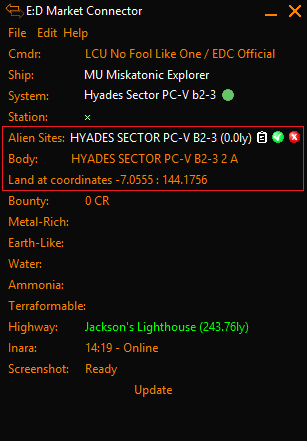 E:D Market Connector
File Edit Help
Cmdr: LCU No Fool Like One / EDC Official
Ship: MU Miskatonic Explorer
System: Hyades Sector PC-V b2-3
Station: ×
Alien Sites: HYADES SECTOR PC-V B2-3 (0.0ly)
Body: HYADES SECTOR PC-V B2-3 2 A
Land at coordinates -7.0555 : 144.1756
Bounty: 0 CR
Metal-Rich:
Earth-Like:
Water:
Ammonia:
Terraformable:
Highway: Jackson's Lighthouse (243.76ly)
Inara: 14:19 - Online
Screenshot: Ready
Update